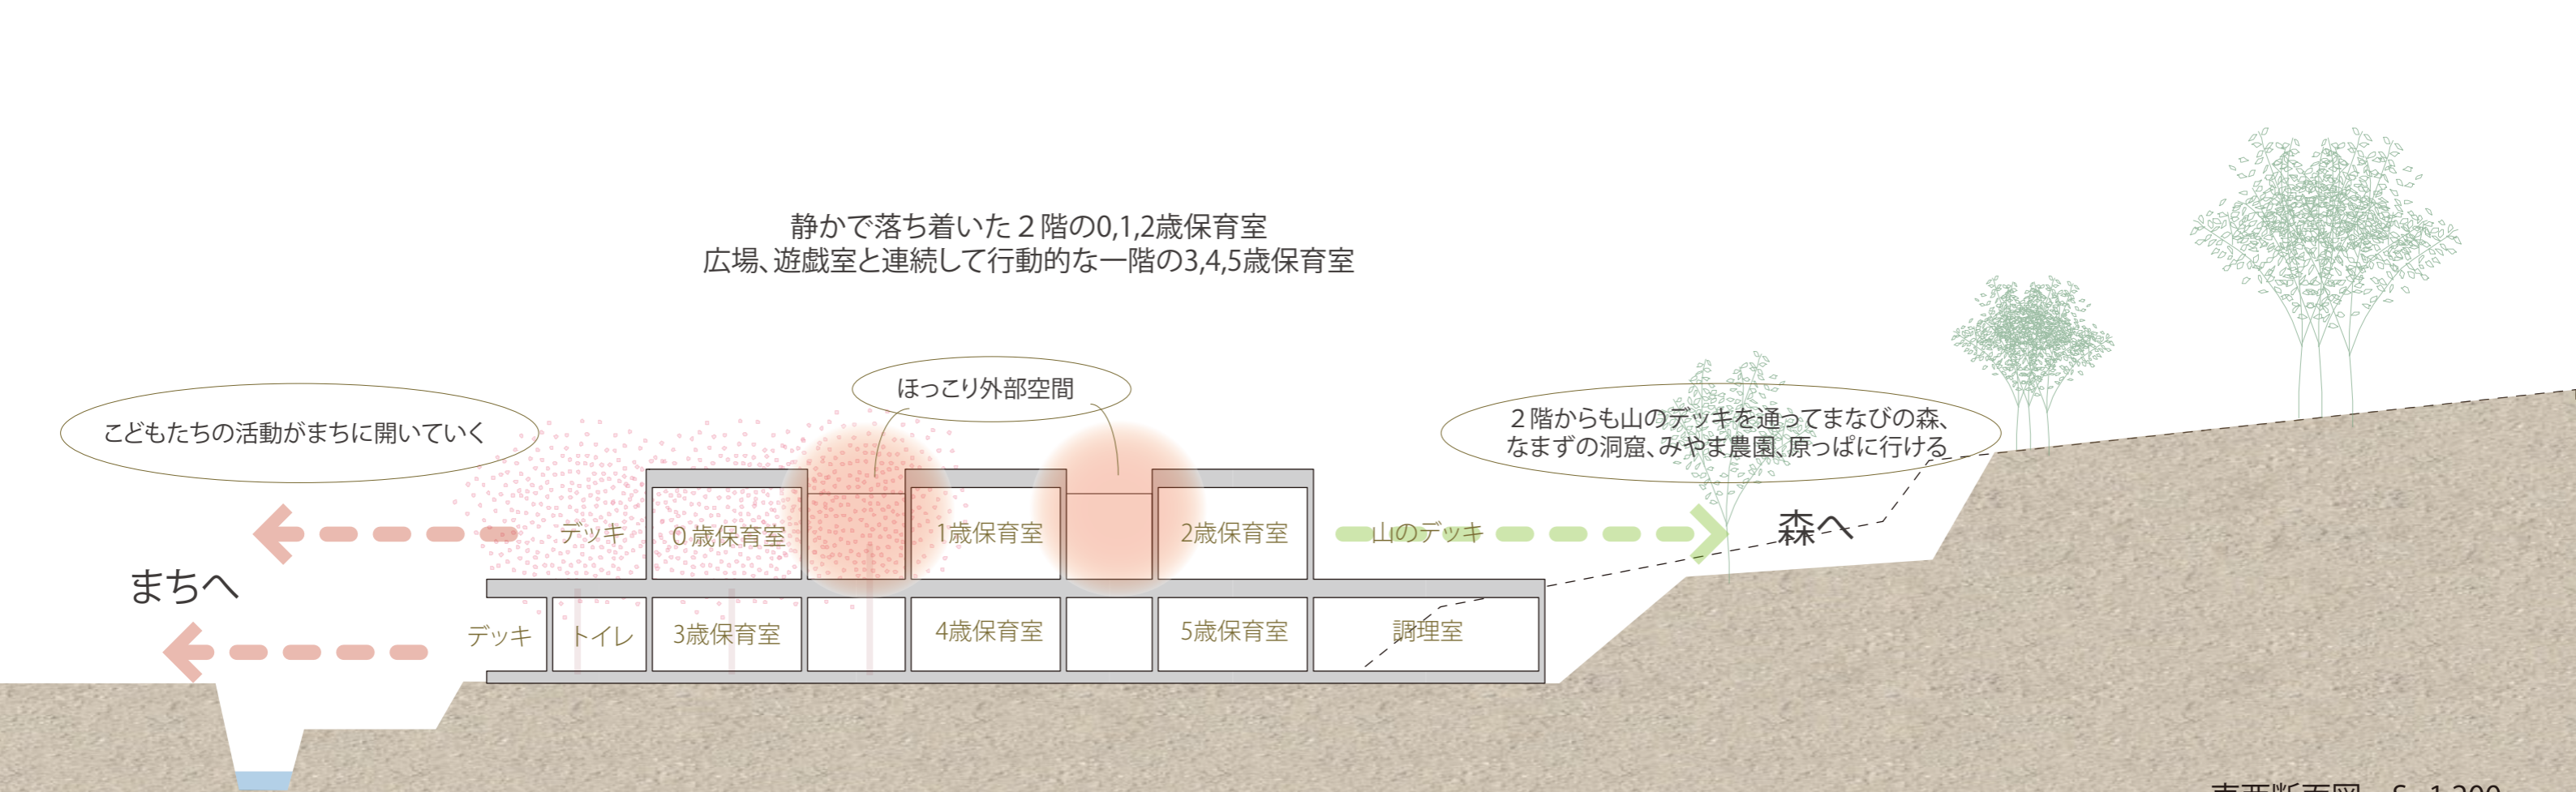 静かで落ち着いた２階の0,1,2歳保育室
広場、遊戯室と連続して行動的な一階の3,4,5歳保育室
ほっこり外部空間
こどもたちの活動がまちに開いていく
２階からも山のデッキを通ってまなびの森、
なまずの洞窟、みやま農園、原っぱに行ける
デッキ
０歳保育室
1歳保育室
2歳保育室
山のデッキ
森へ
まちへ
デッキ
トイレ
3歳保育室
4歳保育室
5歳保育室
調理室
東西断面図 S=1:200